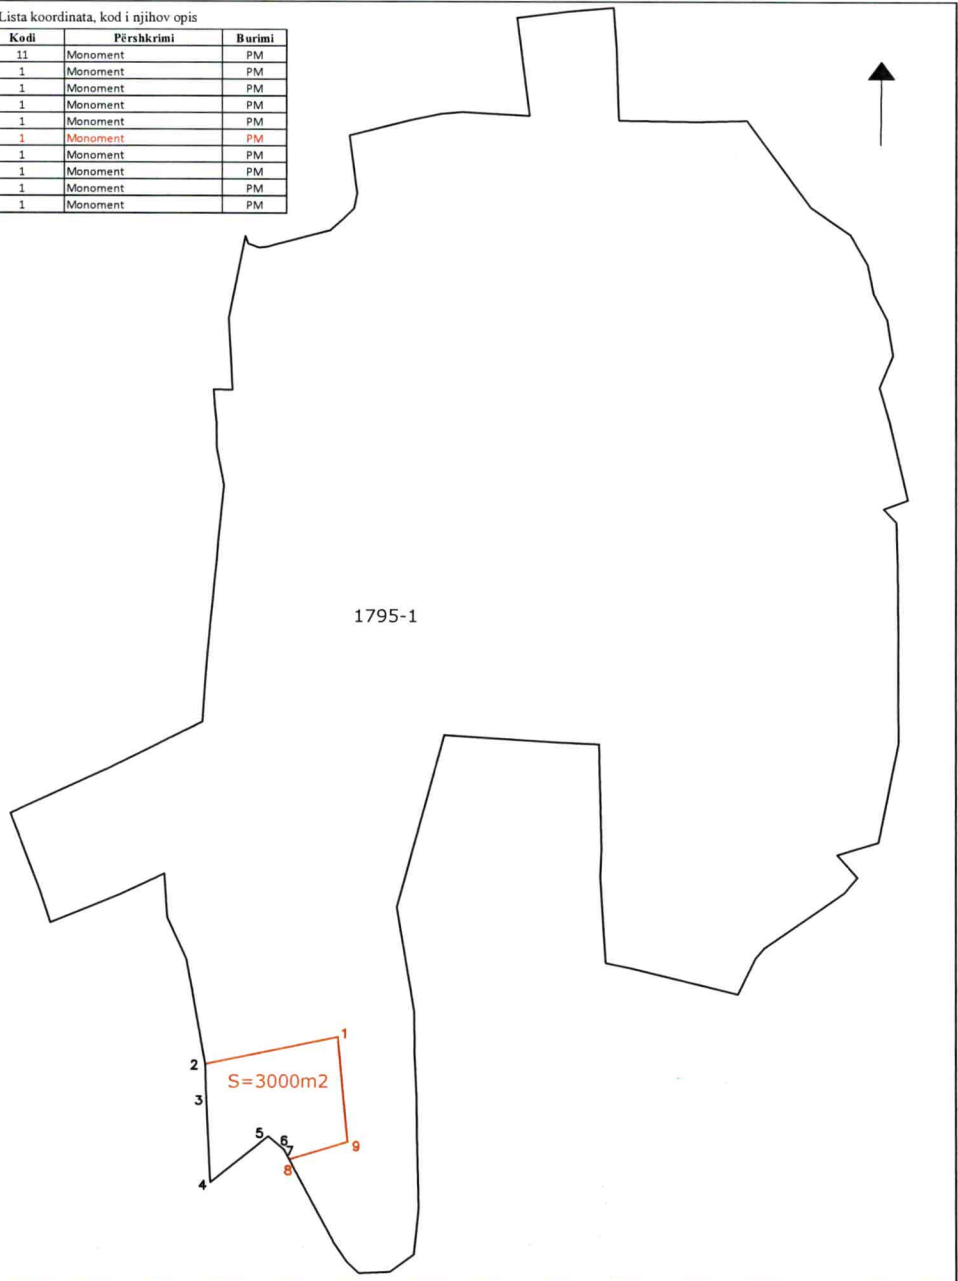 Lista koordinata, kod i njihov opis
Kodi Përshkrimi Burimi
11 Monoment PM
1 Monoment PM
1 Monoment PM
1 Monoment PM
1 Monoment PM
1 Monoment PM
1 Monoment PM
1 Monoment PM
1 Monoment PM
1 Monoment PM
1795-1
1
2
S=3000m2
3
5
6
7
9
8
4